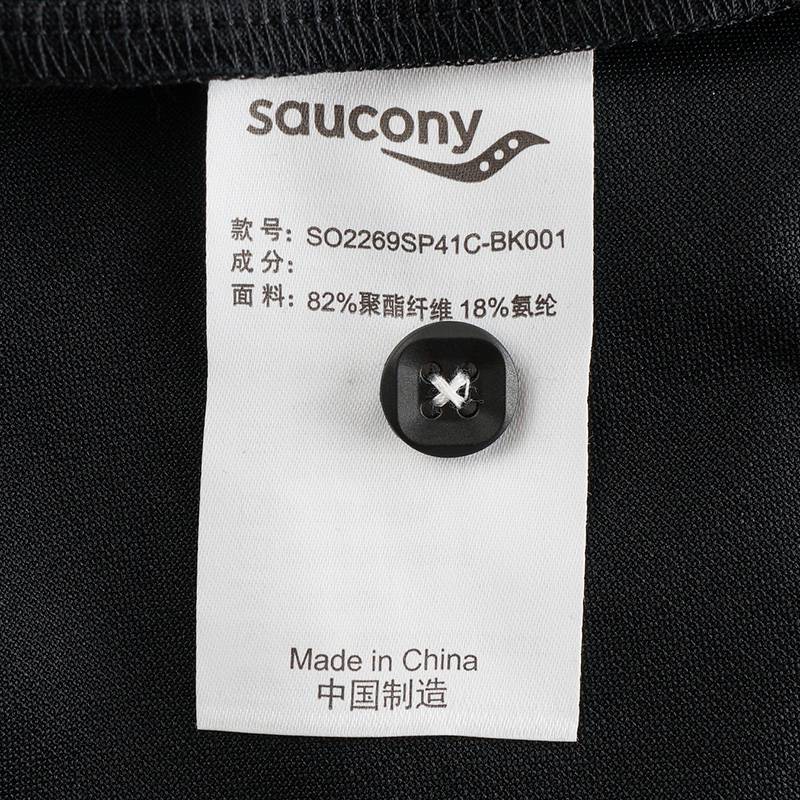 saucony
款号: SO2269SP41C-BK001
成分:
面料: 82%聚酯纤维 18%氨纶
Made in China
中国制造